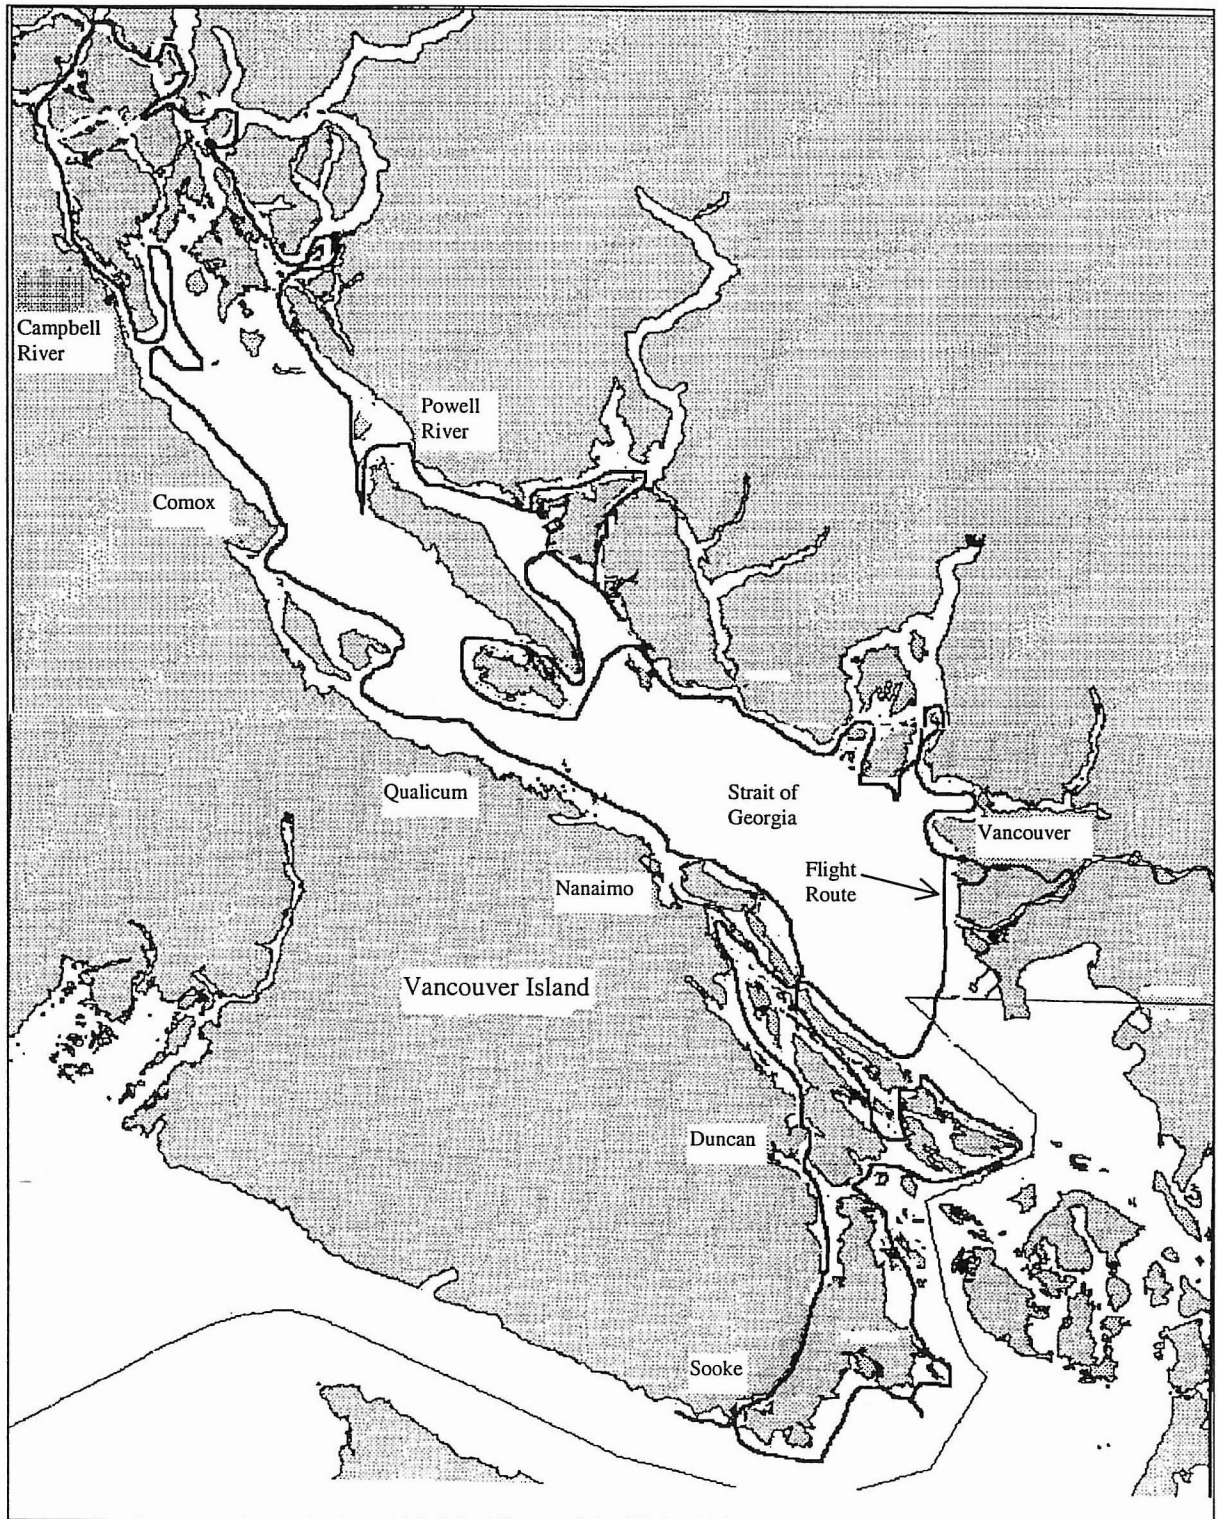 Campbell
River
Powell
River
Comox
Qualicum
Strait of
Georgia
Vancouver
Flight
Route
Nanaimo
Vancouver Island
Duncan
Sooke